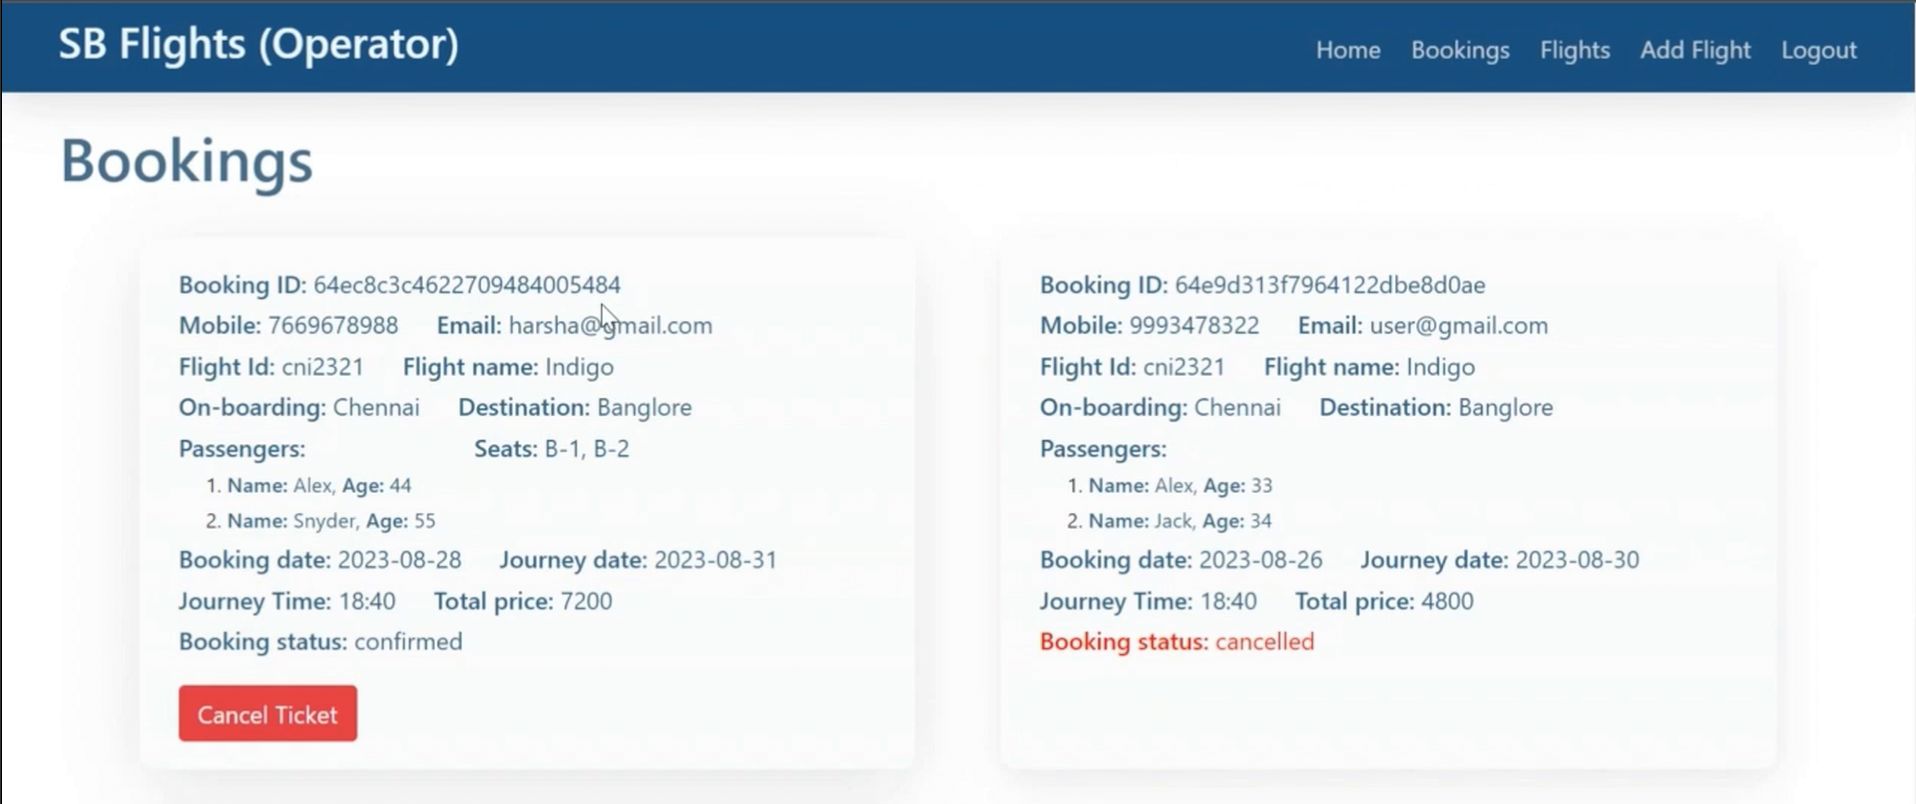 SB Flights (Operator)
Home Bookings Flights Add Flight Logout
Bookings
Booking ID: 64ec8c3c4622709484005484
Mobile: 7669678988 Email: harsha@gmail.com
Flight Id: cni2321 Flight name: Indigo
On-boarding: Chennai Destination: Banglore
Passengers: Seats: B-1, B-2
1. Name: Alex, Age: 44
2. Name: Snyder, Age: 55
Booking date: 2023-08-28 Journey date: 2023-08-31
Journey Time: 18:40 Total price: 7200
Booking status: confirmed
Cancel Ticket
Booking ID: 64e9d313f7964122dbe8d0ae
Mobile: 9993478322 Email: user@gmail.com
Flight Id: cni2321 Flight name: Indigo
On-boarding: Chennai Destination: Banglore
Passengers:
1. Name: Alex, Age: 33
2. Name: Jack, Age: 34
Booking date: 2023-08-26 Journey date: 2023-08-30
Journey Time: 18:40 Total price: 4800
Booking status: cancelled